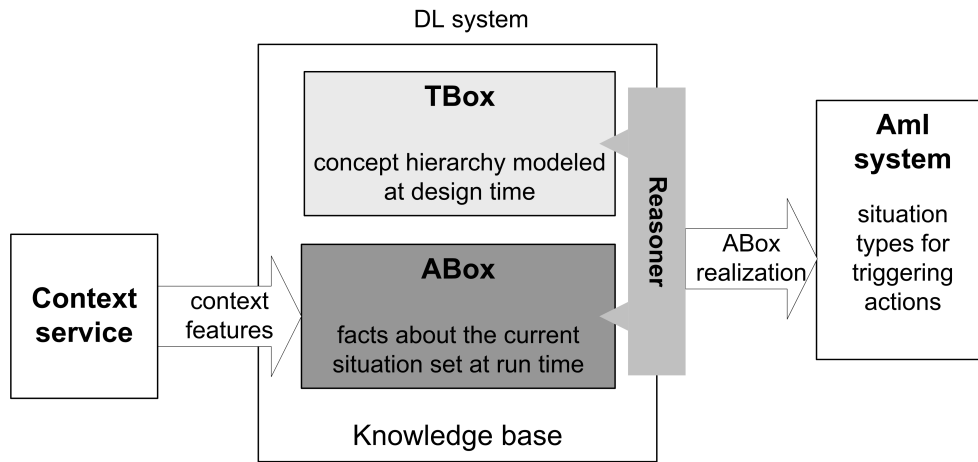 DL system
TBox
concept hierarchy modeled
at design time
Reasoner
AmI
system
situation
types for
triggering
actions
ABox
realization
Context
service
context
features
ABox
facts about the current
situation set at run time
Knowledge base